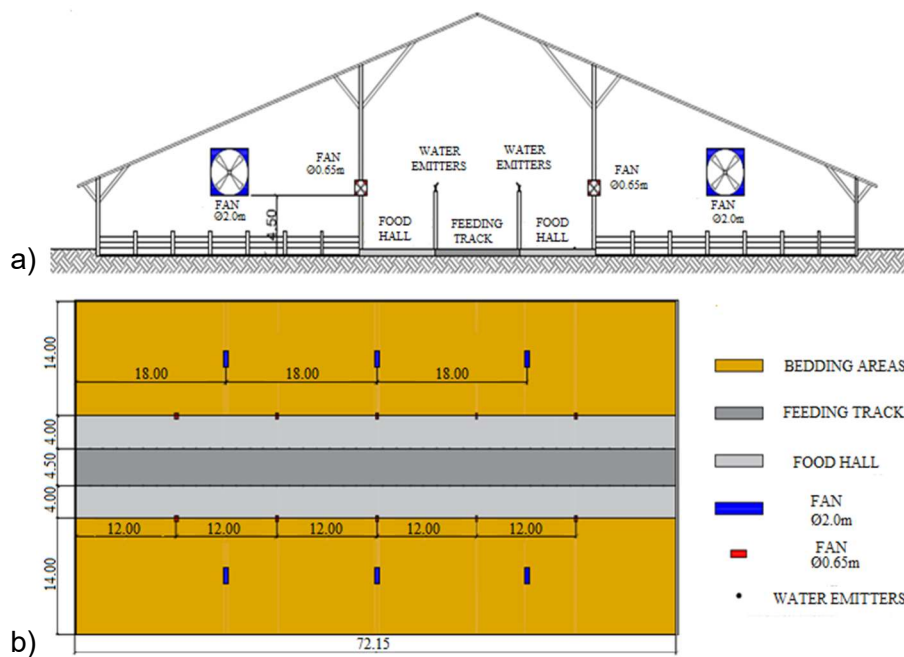 a)
FAN
Ø0.65m
WATER
EMITTERS
WATER
EMITTERS
FAN
Ø0.65m
FAN
Ø2.0m
4.50
FOOD
HALL
FEEDING
TRACK
FOOD
HALL
FAN
Ø2.0m
b)
14.00
4.00
4.50
4.00
14.00
18.00
18.00
18.00
12.00
12.00
12.00
12.00
12.00
72.15
BEDDING AREAS
FEEDING TRACK
FOOD HALL
FAN
Ø2.0m
FAN
Ø0.65m
WATER EMITTERS